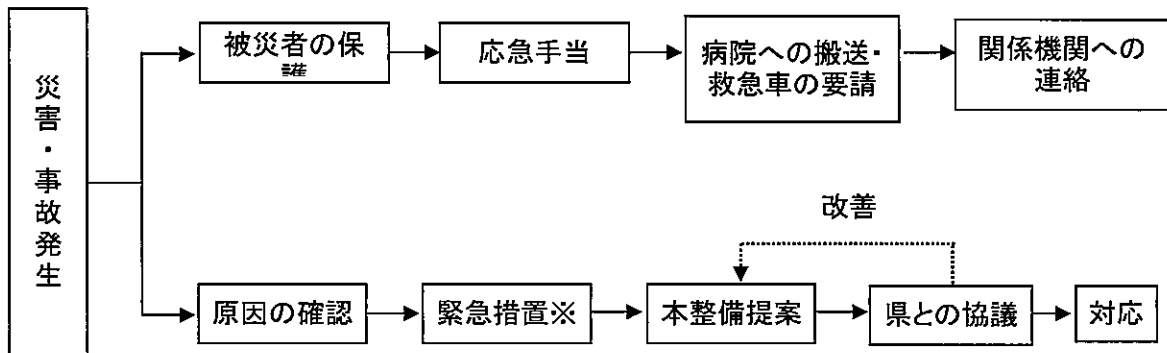 災害・事故発生
被災者の保
護
応急手当
病院への搬送・
救急車の要請
関係機関への
連絡
改善
原因の確認
緊急措置※
本整備提案
県との協議
対応